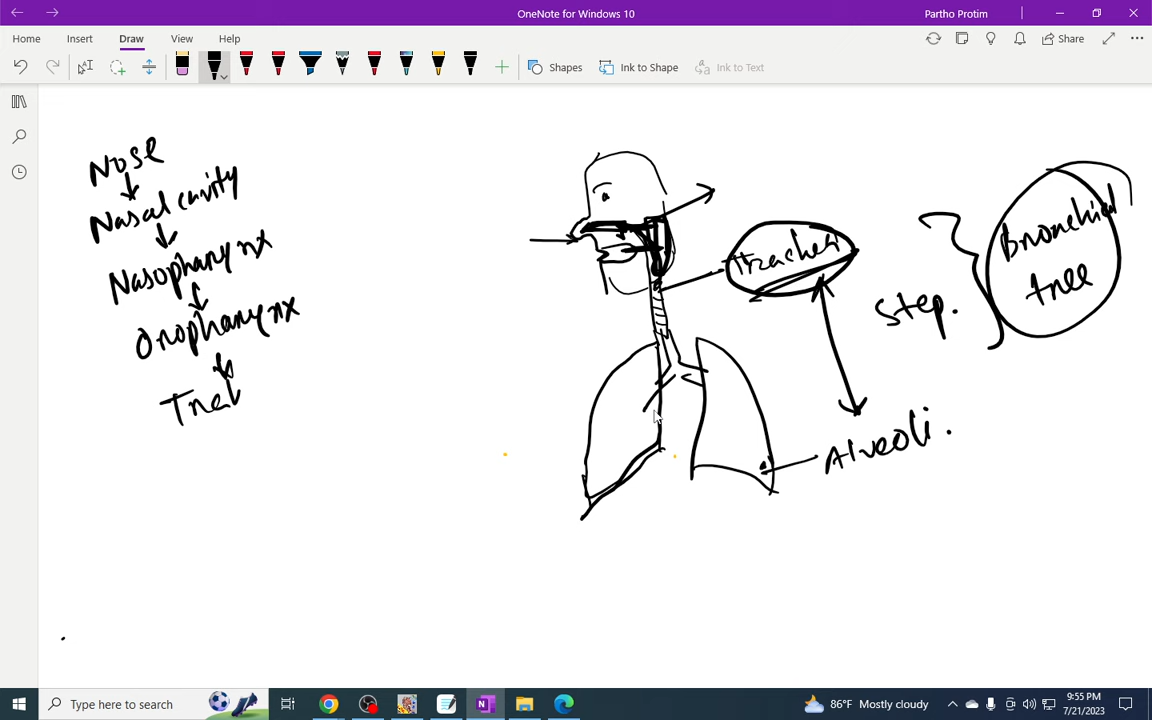 OneNote for Windows 10
Partho Protim
Home Insert Draw View Help
Share
Shapes
Ink to Shape
Ink to Text
Nose
Nasal cavity
Nasopharynx
Oropharynx
Tra
Trachea
Step.
Bronchial
tree
Alveoli.
Type here to search
86°F Mostly cloudy
9:55 PM
7/21/2023